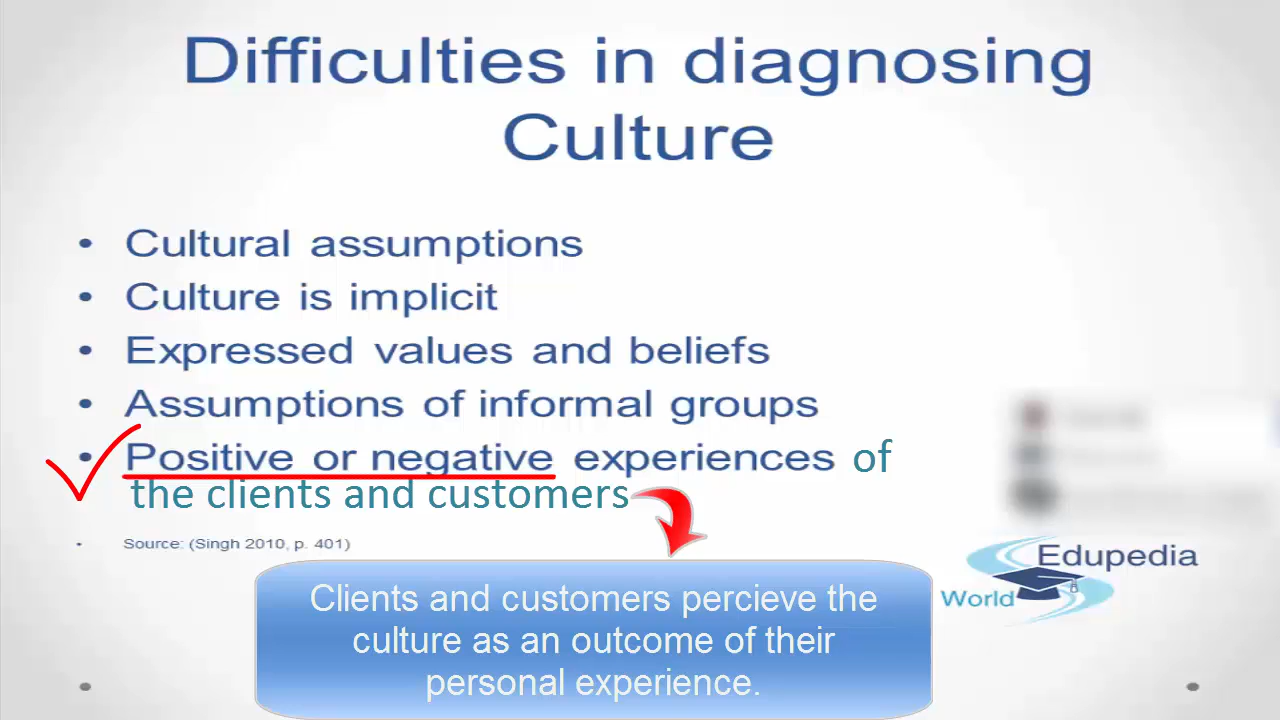 Difficulties in diagnosing
Culture
• Cultural assumptions
• Culture is implicit
• Expressed values and beliefs
• Assumptions of informal groups
• Positive or negative experiences of
the clients and customers
• Source: (Singh 2010, p. 401)
Edupedia
World
Clients and customers percieve the
culture as an outcome of their
personal experience.